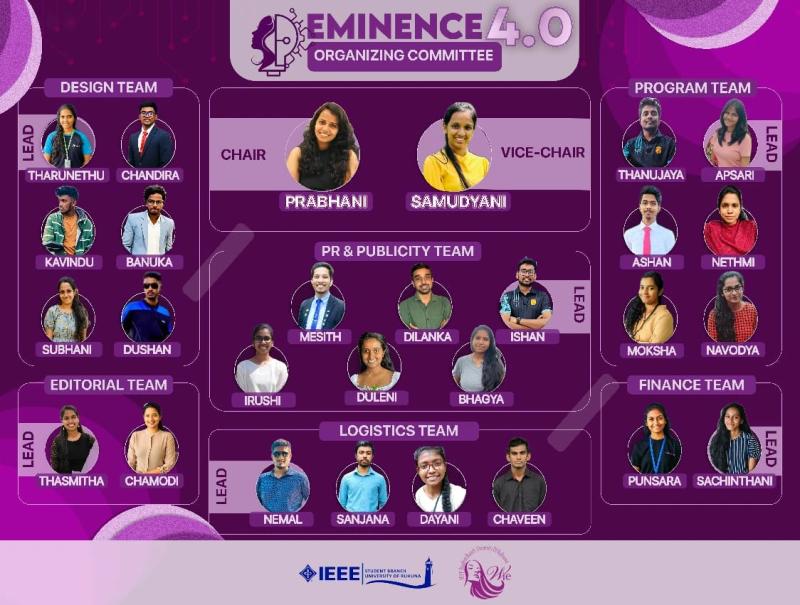 EMINENCE 4.0
ORGANIZING COMMITTEE
DESIGN TEAM
LEAD
THARUNETHU
CHANDIRA
KAVINDU
BANUKA
SUBHANI
DUSHAN
CHAIR
PRABHANI
VICE-CHAIR
SAMUDYANI
PROGRAM TEAM
THANUJAYA
APSARI
LEAD
ASHAN
NETHMI
MOKSHA
NAVODYA
PR & PUBLICITY TEAM
MESITH
DILANKA
ISHAN
LEAD
IRUSHI
DULENI
BHAGYA
EDITORIAL TEAM
LEAD
THASMITHA
CHAMODI
LOGISTICS TEAM
LEAD
NEMAL
SANJANA
DAYANI
CHAVEEN
FINANCE TEAM
PUNSARA
SACHINTHANI
LEAD
IEEE
STUDENT BRANCH
UNIVERSITY OF RUHUNA